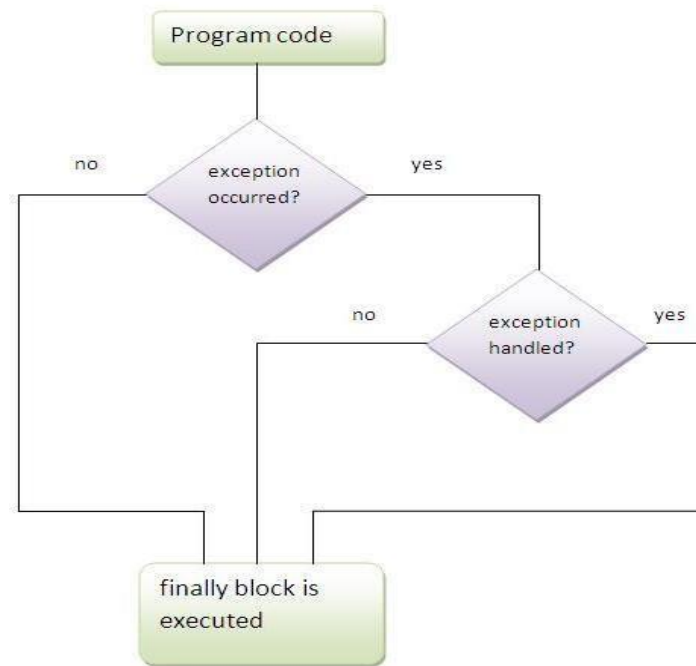 Program code
no
yes
exception
occurred?
no
yes
exception
handled?
finally block is
executed